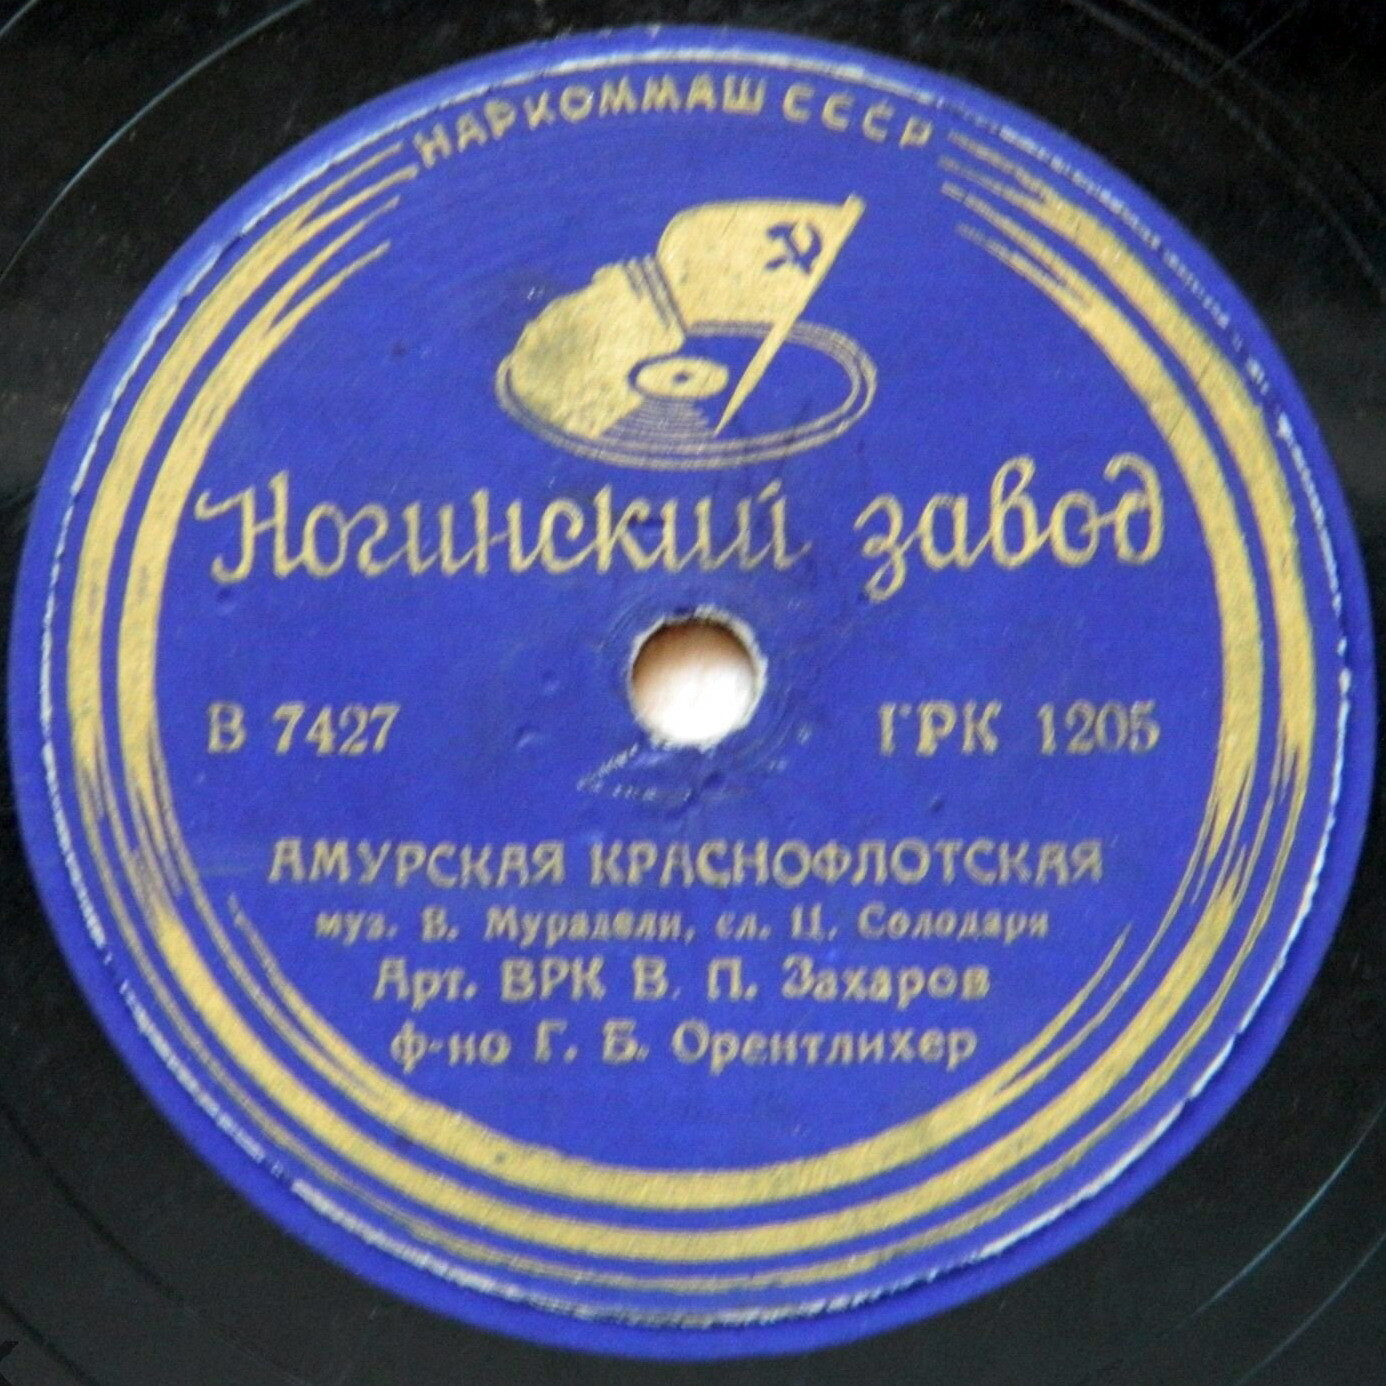 НАРКОММАШ СССР
Ногинский завод
В 7427 ГРК 1205
АМУРСКАЯ КРАСНОФЛОТСКАЯ
муз. В. Мурадели, сл. Ц. Солодари
Арт. ВРК В. П. Захаров
ф-но Г. Б. Орентлихер